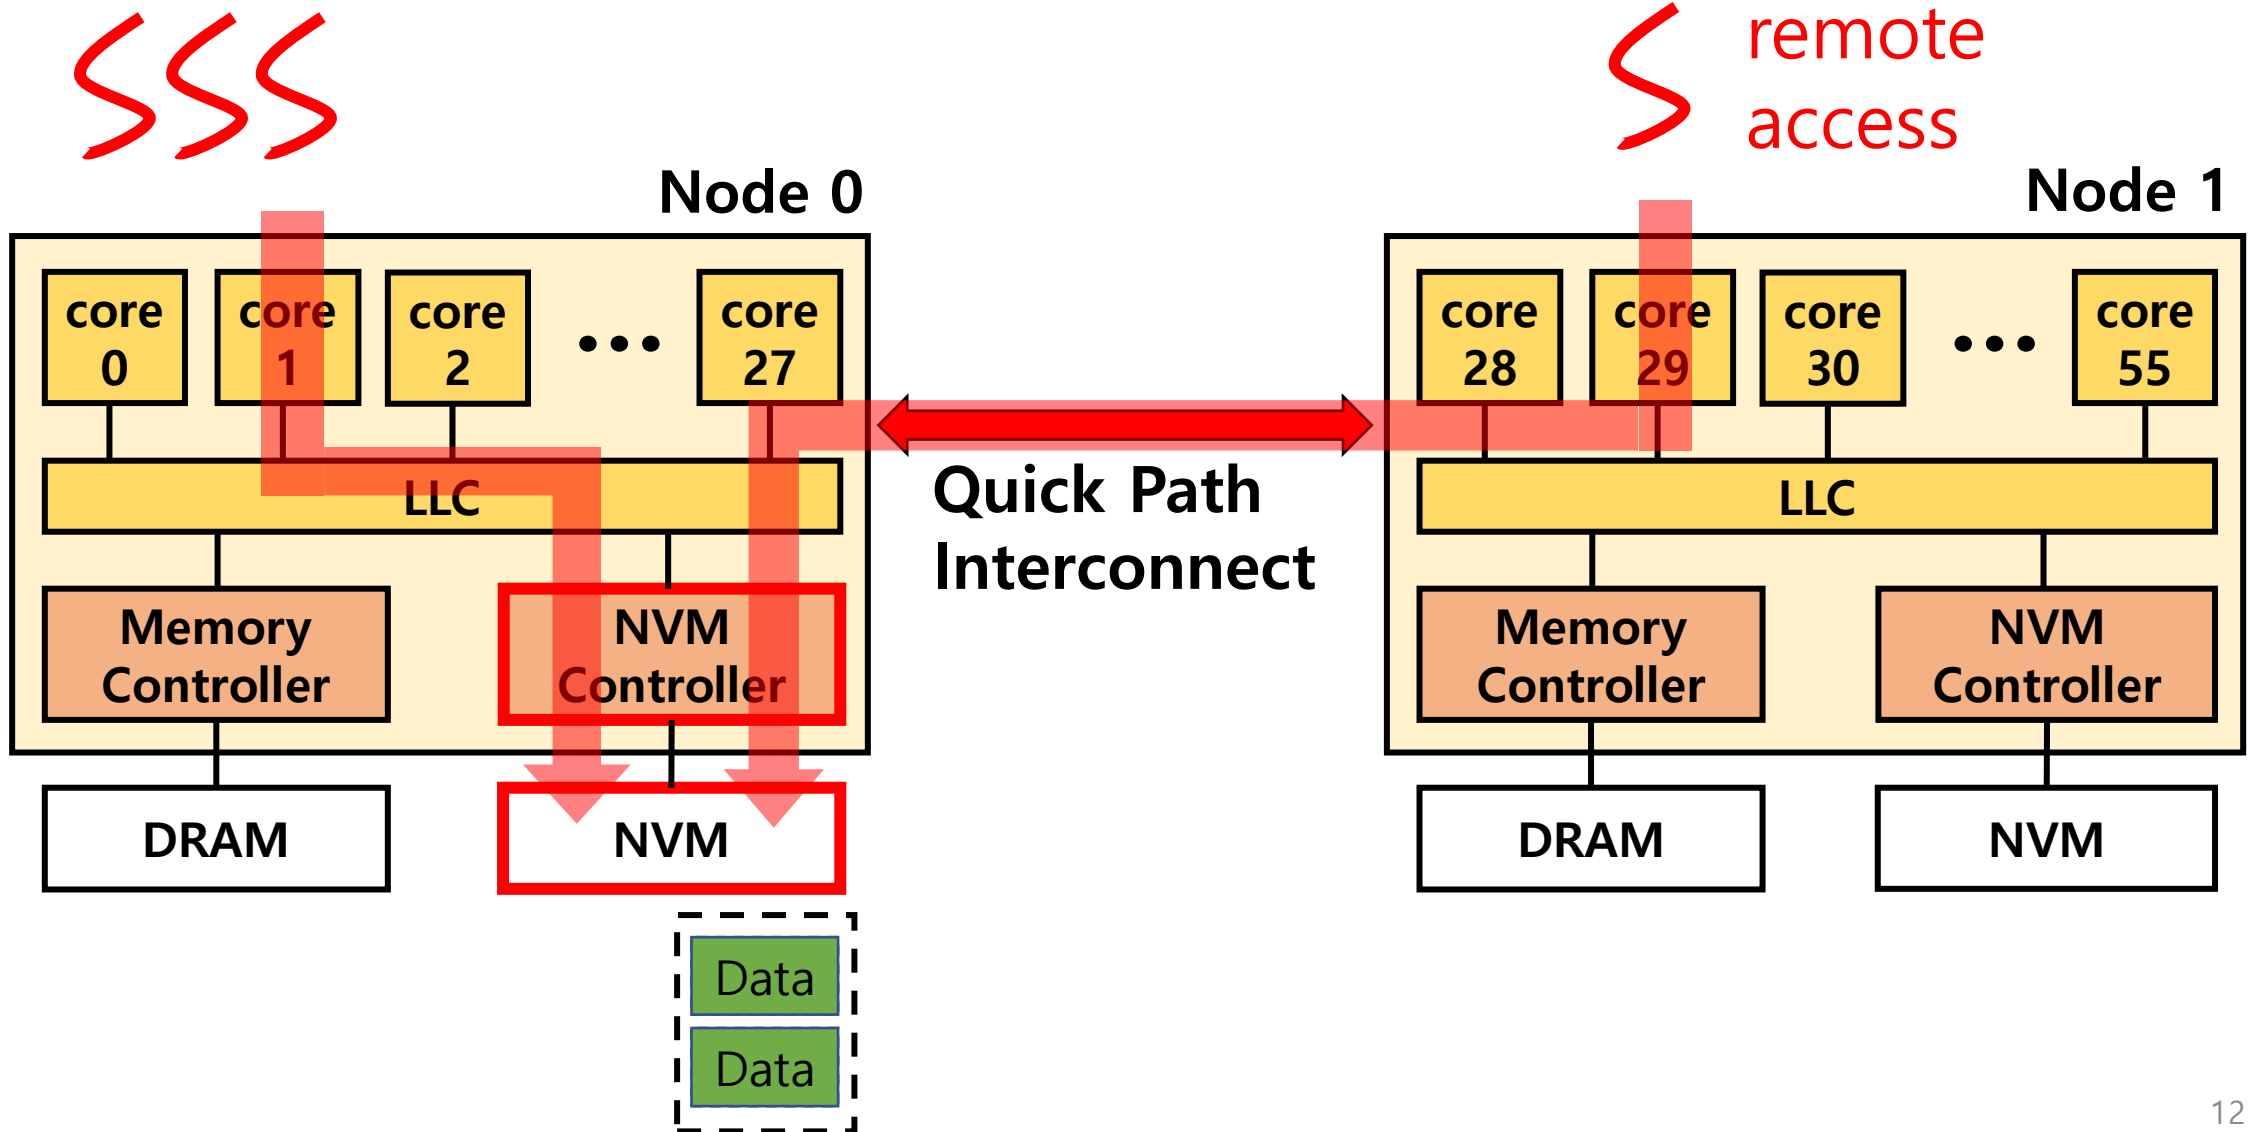 remote
access
Node 0
Node 1
core
0
core
1
core
2
•••
core
27
core
28
core
29
core
30
•••
core
55
LLC
Quick Path
Interconnect
LLC
Memory
Controller
NVM
Controller
Memory
Controller
NVM
Controller
DRAM
NVM
DRAM
NVM
Data
Data
12